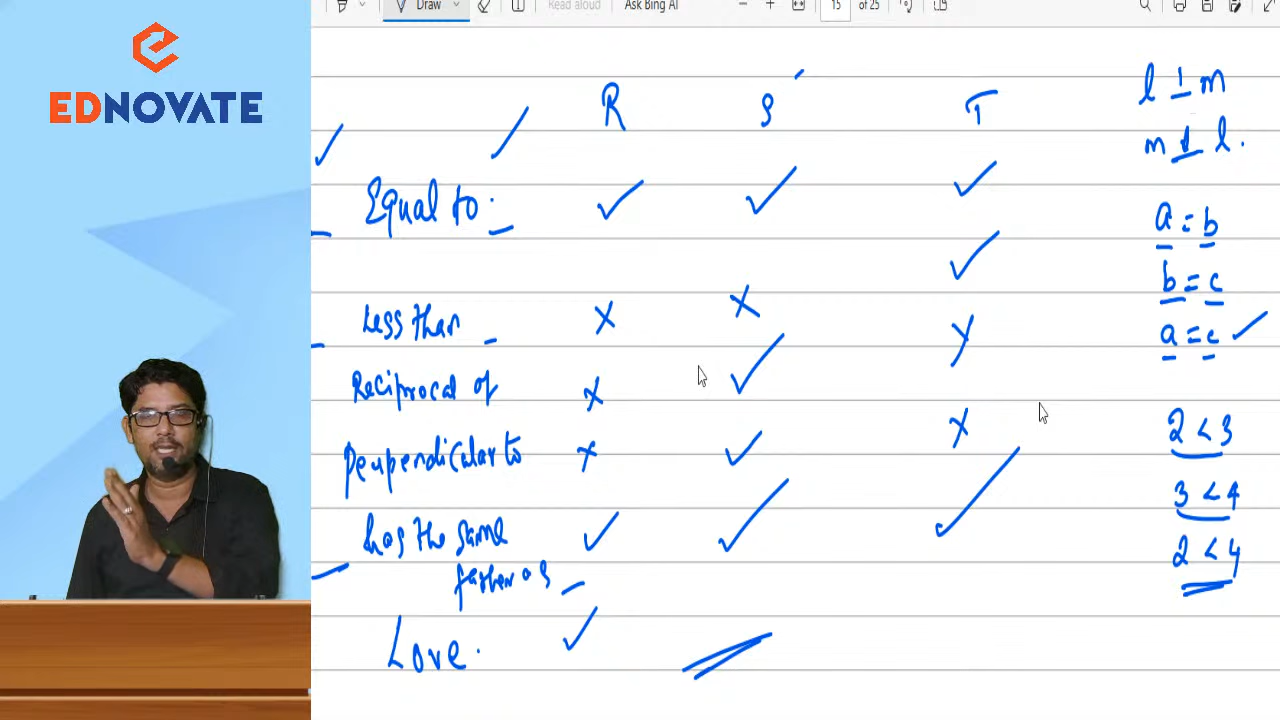 Draw
Read aloud
Ask Bing AI
15 of 25
EDNOVATE
R S T
Equal to. ✓ ✓ ✓
✓
Less than x x
Reciprocal of x ✓ x
perpendicular to x ✓ x
has the same ✓ ✓ ✓
father as
Love. ✓
l ⊥ m
m ⊥ l.
a = b
b = c
a = c ✓
2 < 3
3 < 4
2 < 4